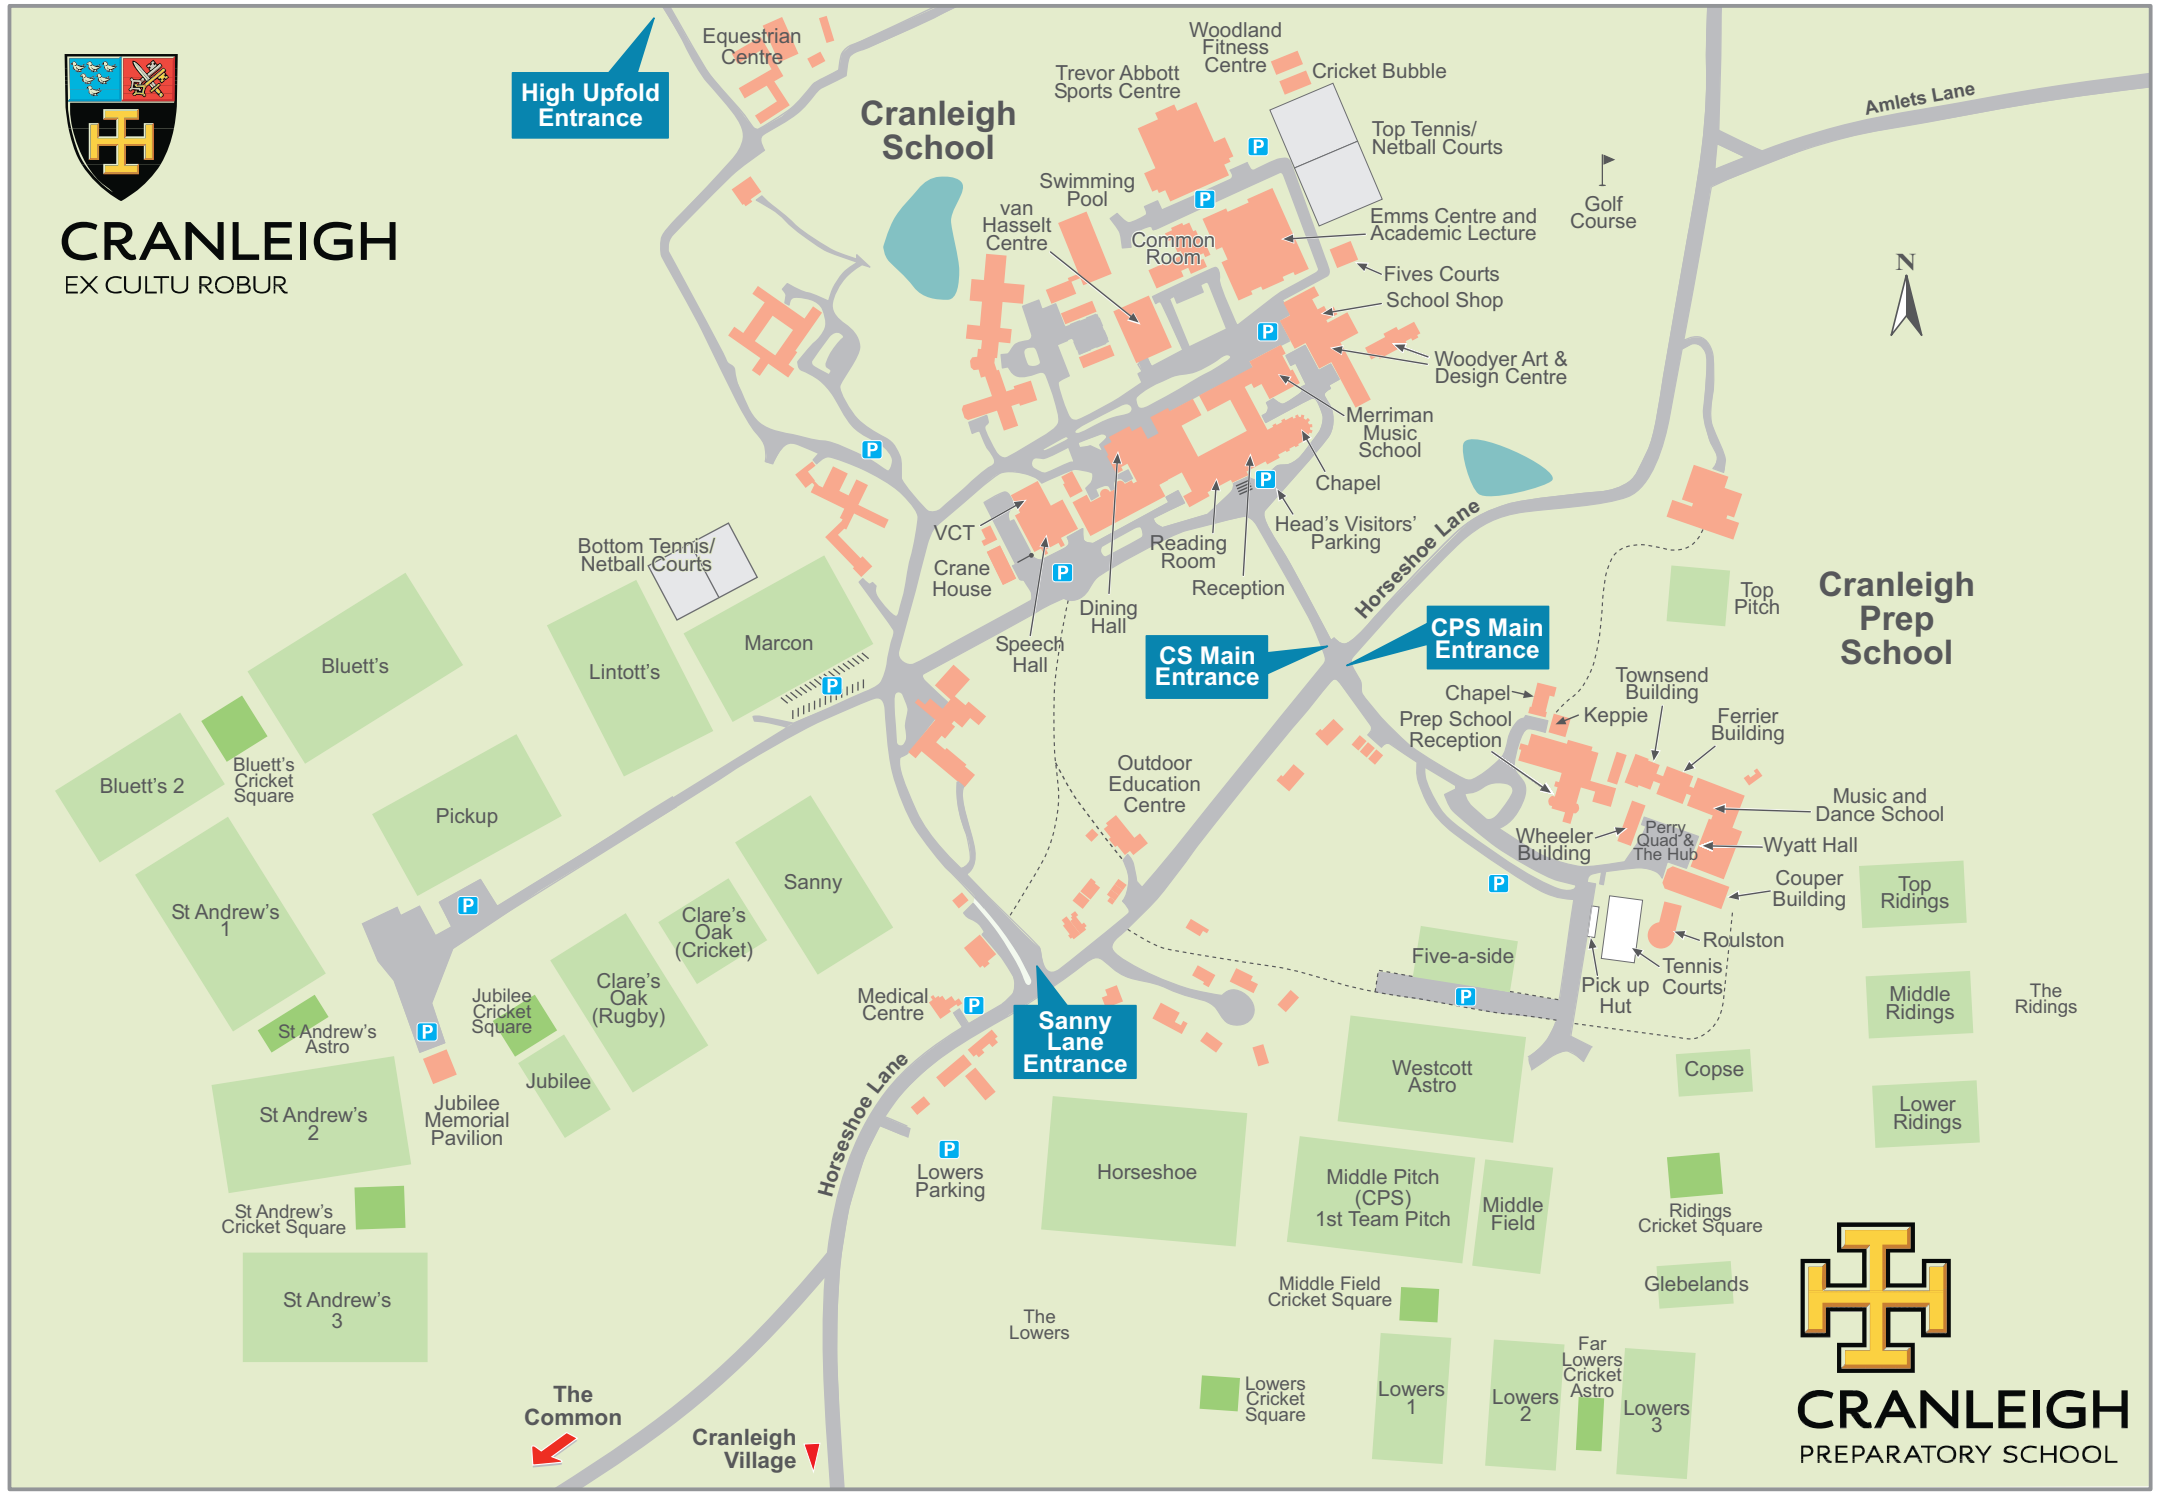 High Upfold
Entrance
CRANLEIGH
EX CULTU ROBUR
Equestrian
Centre
Cranleigh
School
Woodland
Fitness
Centre
Cricket Bubble
Trevor Abbott
Sports Centre
Top Tennis/
Netball Courts
Amlets Lane
Golf
Course
N
Swimming
Pool
van
Hasselt
Centre
Common
Room
Emms Centre and
Academic Lecture
Fives Courts
School Shop
Woodyer Art &
Design Centre
Merriman
Music
School
Chapel
Head's Visitors'
Parking
Reading
Room
Reception
VCT
Crane
House
Dining
Hall
Speech
Hall
P
P
P
P
P
P
P
P
P
P
P
P
P
P
Horseshoe Lane
CS Main
Entrance
CPS Main
Entrance
Top
Pitch
Cranleigh
Prep
School
Bottom Tennis/
Netball Courts
Marcon
Lintott's
Bluett's
Bluett's 2
Bluett's
Cricket
Square
Pickup
St Andrew's
1
St Andrew's
Astro
St Andrew's
2
St Andrew's
Cricket Square
St Andrew's
3
Jubilee
Memorial
Pavilion
Jubilee
Cricket
Square
Jubilee
Clare's
Oak
(Rugby)
Clare's
Oak
(Cricket)
Sanny
Outdoor
Education
Centre
Medical
Centre
Sanny
Lane
Entrance
Horseshoe Lane
Lowers
Parking
Chapel
Keppie
Prep School
Reception
Townsend
Building
Ferrier
Building
Music and
Dance School
Wheeler
Building
Perry
Quad &
The Hub
Wyatt Hall
Couper
Building
Roulston
Tennis
Courts
Pick up
Hut
Five-a-side
Westcott
Astro
Top
Ridings
Middle
Ridings
The
Ridings
Lower
Ridings
Copse
Ridings
Cricket Square
Glebelands
Horseshoe
Middle Pitch
(CPS)
1st Team Pitch
Middle
Field
Middle Field
Cricket Square
The
Lowers
Lowers
Cricket
Square
Lowers
1
Lowers
2
Far
Lowers
Cricket
Astro
Lowers
3
The
Common
Cranleigh
Village
CRANLEIGH
PREPARATORY SCHOOL